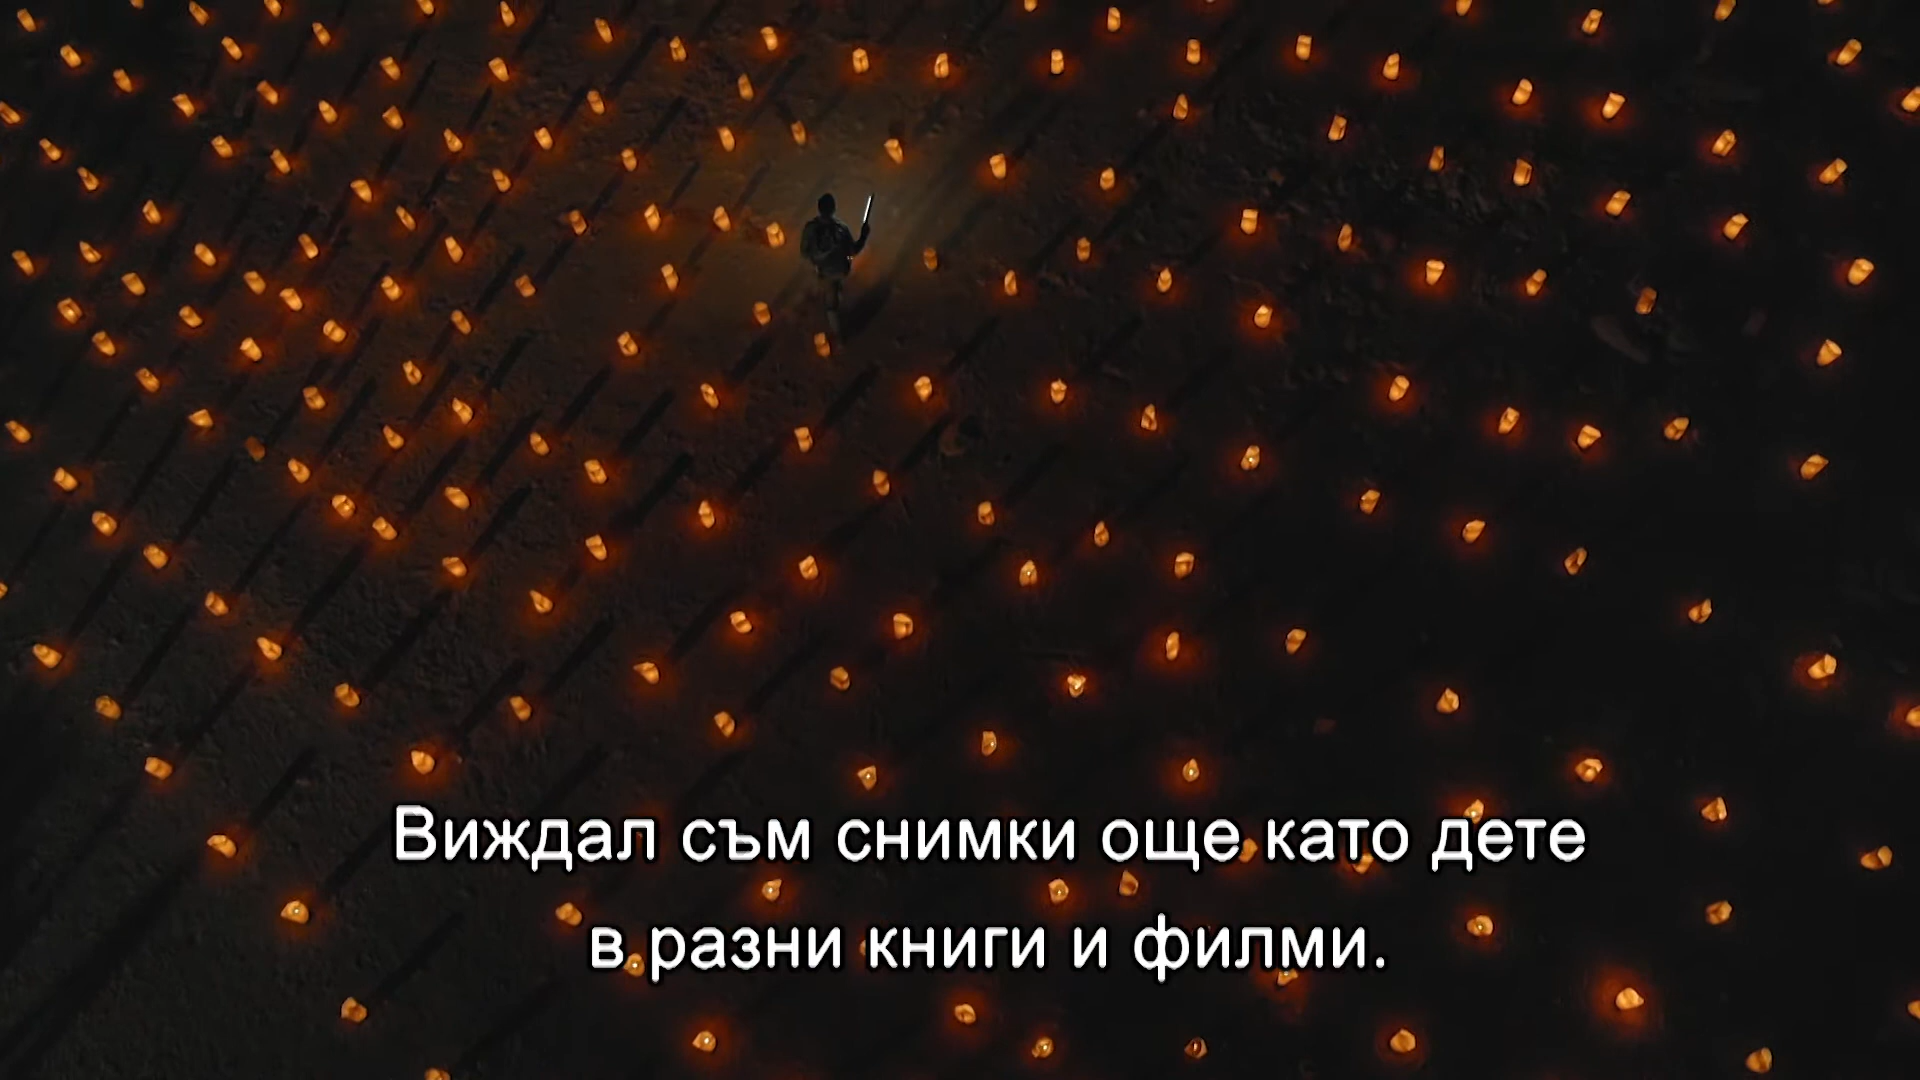 Виждал съм снимки още като дете
в разни книги и филми.